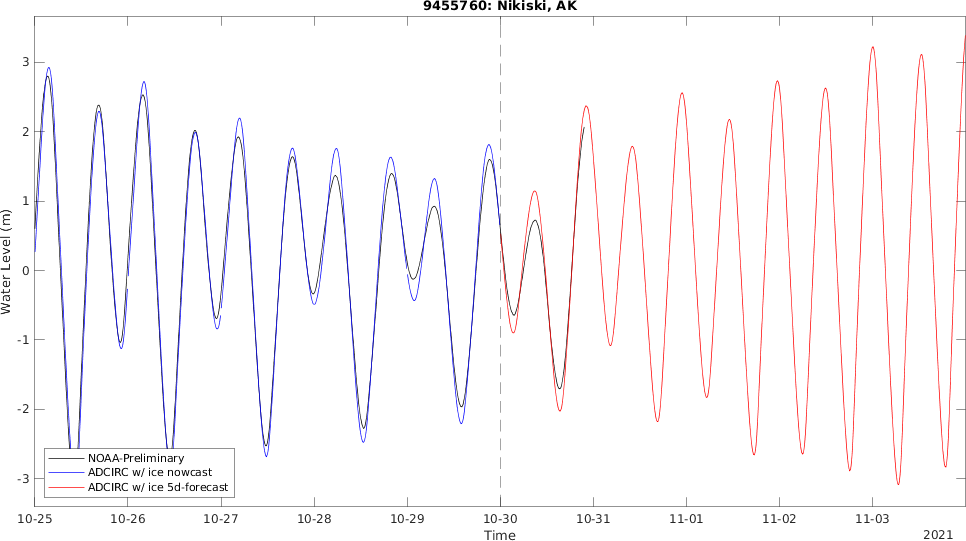 9455760: Nikiski, AK
Water Level (m)
3
2
1
0
-1
-2
-3
NOAA-Preliminary
ADCIRC w/ ice nowcast
ADCIRC w/ ice 5d-forecast
10-25 10-26 10-27 10-28 10-29 10-30 10-31 11-01 11-02 11-03
Time
2021